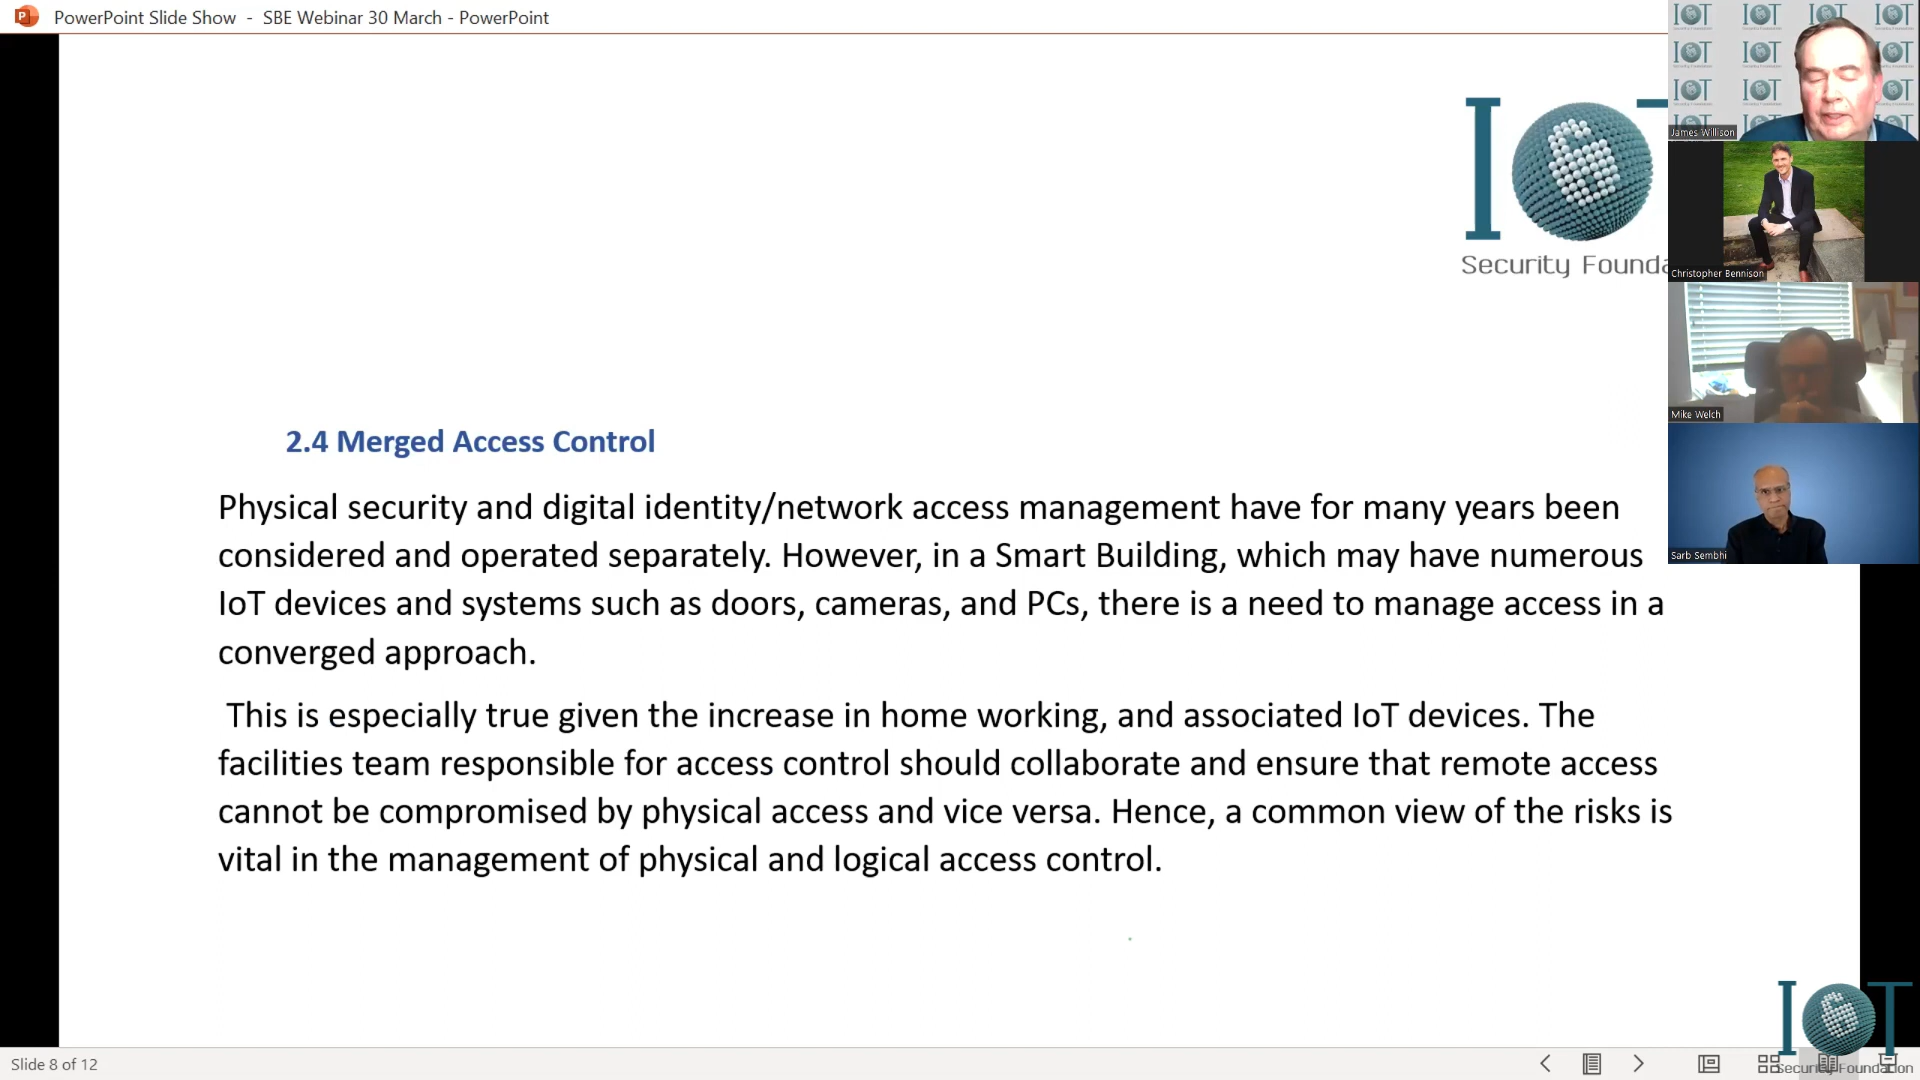 PowerPoint Slide Show - SBE Webinar 30 March - PowerPoint
IOT
Security Founda
James Willison
Christopher Bennison
Mike Welch
Sarb Sembhi
2.4 Merged Access Control
Physical security and digital identity/network access management have for many years been
considered and operated separately. However, in a Smart Building, which may have numerous
IoT devices and systems such as doors, cameras, and PCs, there is a need to manage access in a
converged approach.
This is especially true given the increase in home working, and associated IoT devices. The
facilities team responsible for access control should collaborate and ensure that remote access
cannot be compromised by physical access and vice versa. Hence, a common view of the risks is
vital in the management of physical and logical access control.
Slide 8 of 12
IOT
Security Foundation